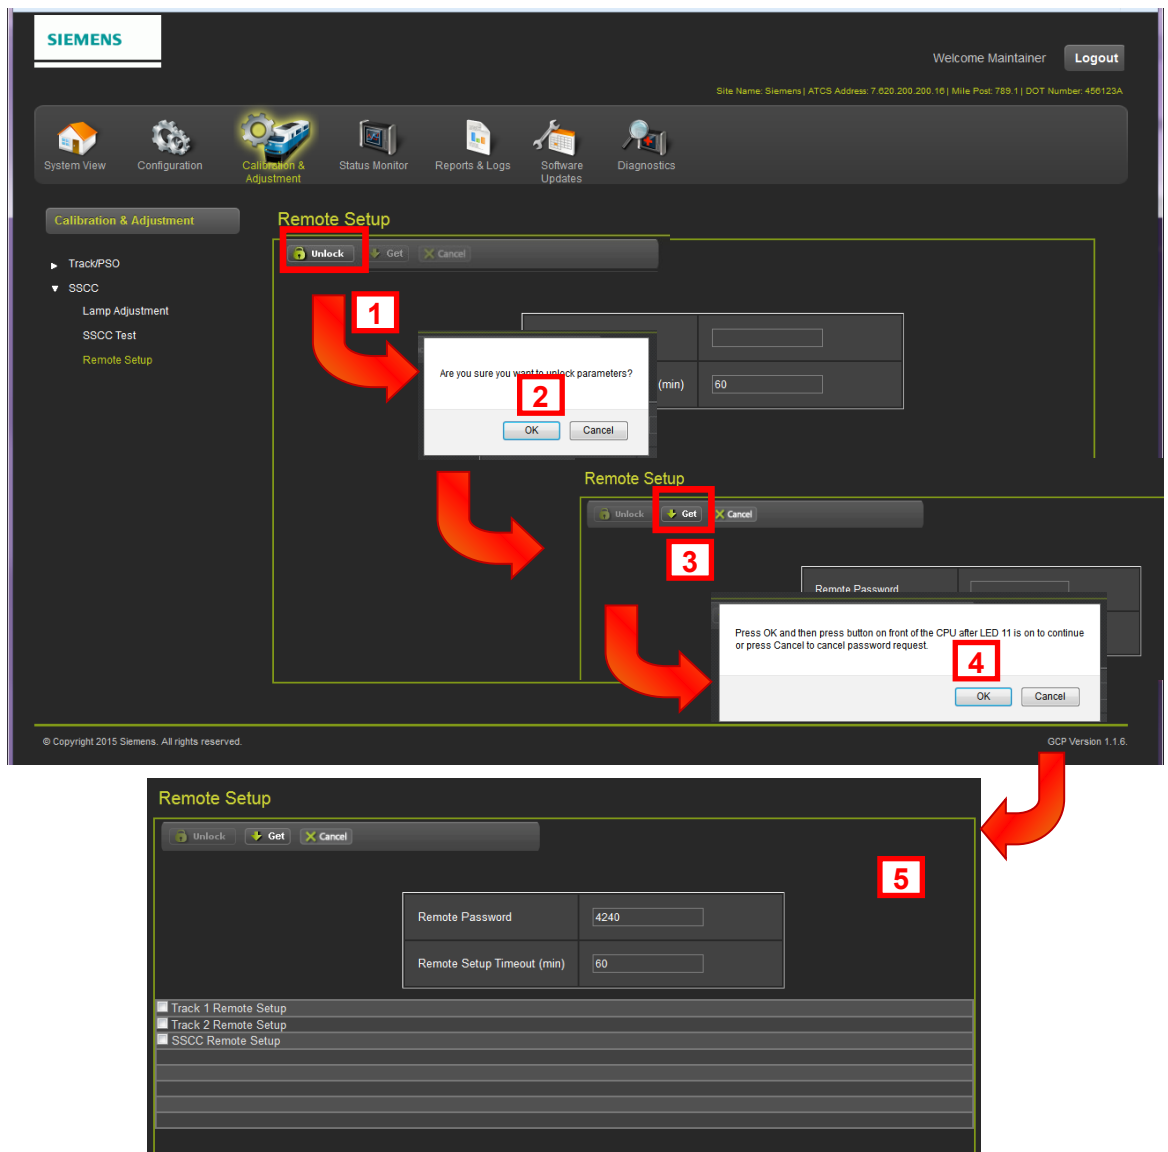 SIEMENS
Welcome Maintainer
Logout
Site Name: Siemens | ATCS Address: 7.620.200.200.16 | Mile Post: 789.1 | DOT Number: 456123A
System View
Configuration
Calibration &
Adjustment
Status Monitor
Reports & Logs
Software
Updates
Diagnostics
Calibration & Adjustment
Track/PSO
SSCC
Lamp Adjustment
SSCC Test
Remote Setup
Remote Setup
Unlock
Get
Cancel
1
(min)
60
Are you sure you want to unlock parameters?
2
OK
Cancel
Remote Setup
Unlock
Get
Cancel
3
Remote Password
Press OK and then press button on front of the CPU after LED 11 is on to continue
or press Cancel to cancel password request.
4
OK
Cancel
© Copyright 2015 Siemens. All rights reserved.
GCP Version 1.1.6.
Remote Setup
Unlock
Get
Cancel
5
Remote Password
4240
Remote Setup Timeout (min)
60
Track 1 Remote Setup
Track 2 Remote Setup
SSCC Remote Setup